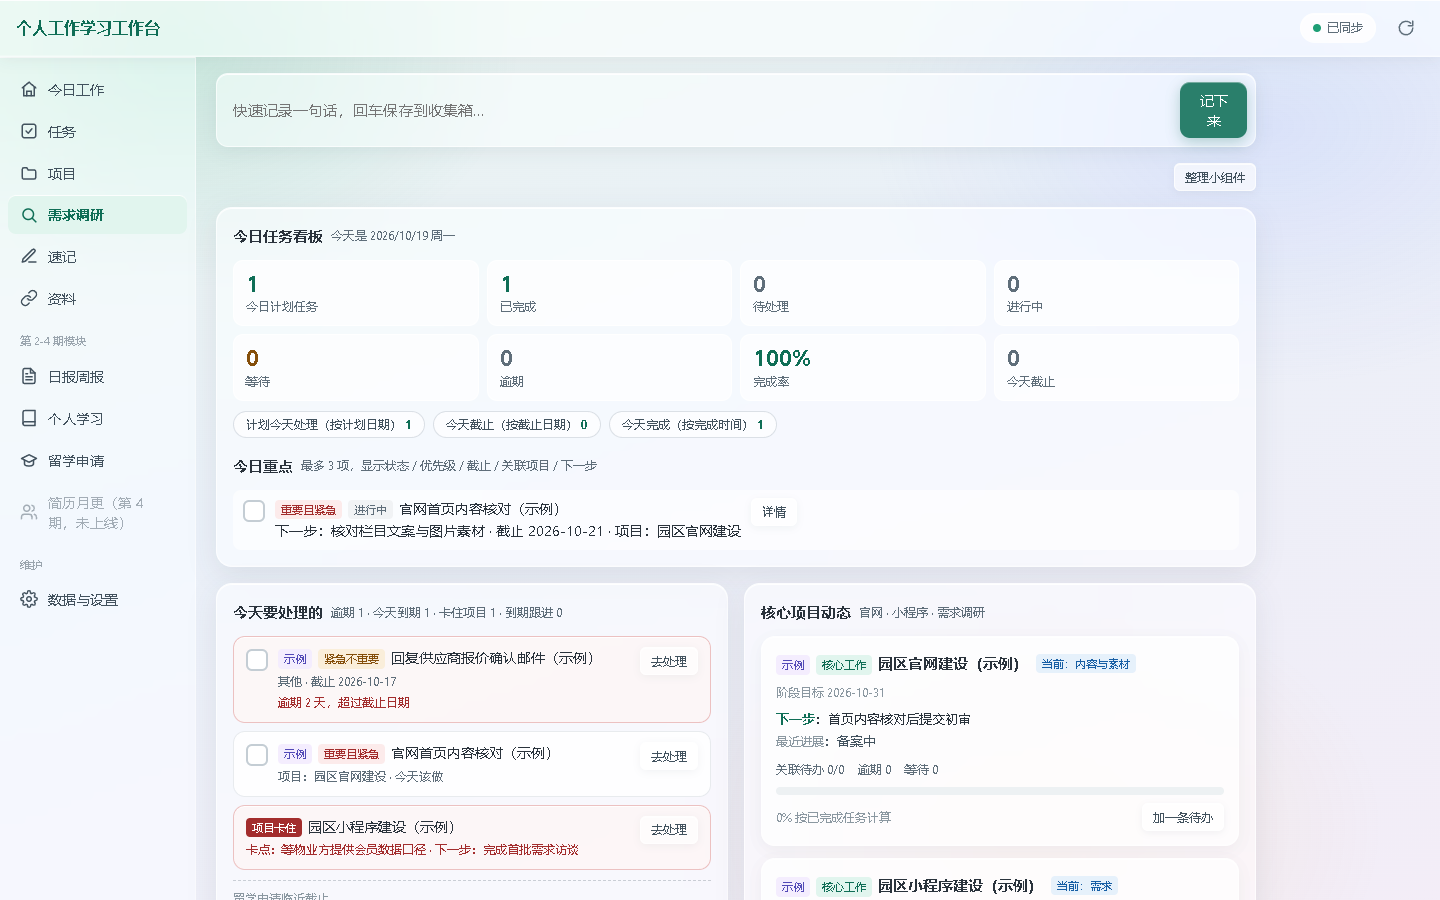 个人工作学习工作台
已同步
今日工作
任务
项目
需求调研
速记
资料
第 2-4 期模块
日报周报
个人学习
留学申请
简历月更（第 4
期，未上线）
维护
数据与设置
快速记录一句话，回车保存到收集箱...
记下
来
整理小组件
今日任务看板 今天是 2026/10/19 周一
1
今日计划任务
1
已完成
0
待处理
0
进行中
0
等待
0
逾期
100%
完成率
0
今天截止
计划今天处理（按计划日期） 1
今天截止（按截止日期） 0
今天完成（按完成时间） 1
今日重点 最多 3 项，显示状态 / 优先级 / 截止 / 关联项目 / 下一步
重要且紧急 进行中 官网首页内容核对（示例） 详情
下一步：核对栏目文案与图片素材 · 截止 2026-10-21 · 项目：园区官网建设
今天要处理的 逾期 1 · 今天到期 1 · 卡住项目 1 · 到期跟进 0
示例 紧急不重要 回复供应商报价确认邮件（示例） 去处理
其他 · 截止 2026-10-17
逾期 2 天，超过截止日期
示例 重要且紧急 官网首页内容核对（示例） 去处理
项目：园区官网建设 · 今天该做
项目卡住 园区小程序建设（示例） 去处理
卡点：等物业方提供会员数据口径 · 下一步：完成首批需求访谈
留学申请临近截止
核心项目动态 官网 · 小程序 · 需求调研
示例 核心工作 园区官网建设（示例） 当前：内容与素材
阶段目标 2026-10-31
下一步：首页内容核对后提交初审
最近进展：备案中
关联待办 0/0 逾期 0 等待 0
0% 按已完成任务计算 加一条待办
示例 核心工作 园区小程序建设（示例） 当前：需求